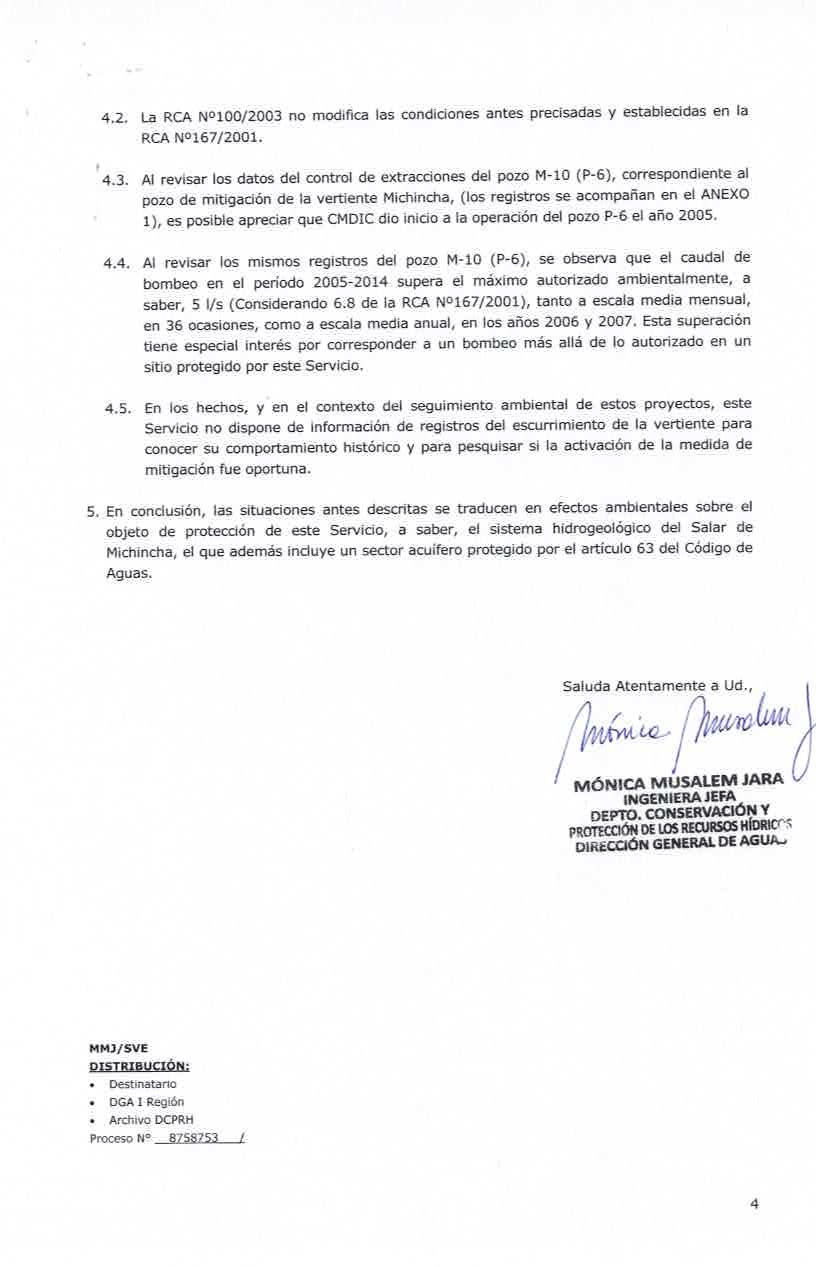 4.2. La RCA Nº100/2003 no modifica las condiciones antes precisadas y establecidas en la
RCA Nº167/2001.
4.3. Al revisar los datos del control de extracciones del pozo M-10 (P-6), correspondiente al
pozo de mitigación de la vertiente Michincha, (los registros se acompañan en el ANEXO
1), es posible apreciar que CMDIC dio inicio a la operación del pozo P-6 el año 2005.
4.4. Al revisar los mismos registros del pozo M-10 (P-6), se observa que el caudal de
bombeo en el período 2005-2014 supera el máximo autorizado ambientalmente, a
saber, 5 l/s (Considerando 6.8 de la RCA Nº167/2001), tanto a escala media mensual,
en 36 ocasiones, como a escala media anual, en los años 2006 y 2007. Esta superación
tiene especial interés por corresponder a un bombeo más allá de lo autorizado en un
sitio protegido por este Servicio.
4.5. En los hechos, y en el contexto del seguimiento ambiental de estos proyectos, este
Servicio no dispone de información de registros del escurrimiento de la vertiente para
conocer su comportamiento histórico y para pesquisar si la activación de la medida de
mitigación fue oportuna.
5. En conclusión, las situaciones antes descritas se traducen en efectos ambientales sobre el
objeto de protección de este Servicio, a saber, el sistema hidrogeológico del Salar de
Michincha, el que además incluye un sector acuífero protegido por el artículo 63 del Código de
Aguas.
Saluda Atentamente a Ud.,
Mónica Musalem J
MÓNICA MUSALEM JARA
INGENIERA JEFA
DEPTO. CONSERVACIÓN Y
PROTECCIÓN DE LOS RECURSOS HÍDRICOS
DIRECCIÓN GENERAL DE AGUAS
MMJ/SVE
DISTRIBUCIÓN:
• Destinatario
• DGA I Región
• Archivo DCPRH
Proceso Nº 8758753 /
4